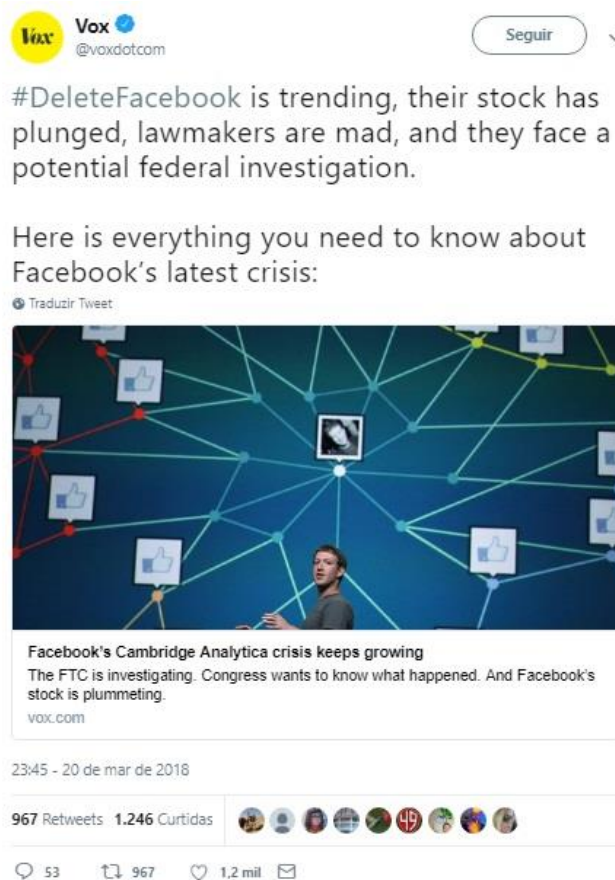 Vox
Vox
@voxdotcom
Seguir
#DeleteFacebook is trending, their stock has
plunged, lawmakers are mad, and they face a
potential federal investigation.
Here is everything you need to know about
Facebook's latest crisis:
Traduzir Tweet
Facebook's Cambridge Analytica crisis keeps growing
The FTC is investigating. Congress wants to know what happened. And Facebook's
stock is plummeting.
vox.com
23:45 - 20 de mar de 2018
967 Retweets 1.246 Curtidas
49
53 967 1,2 mil